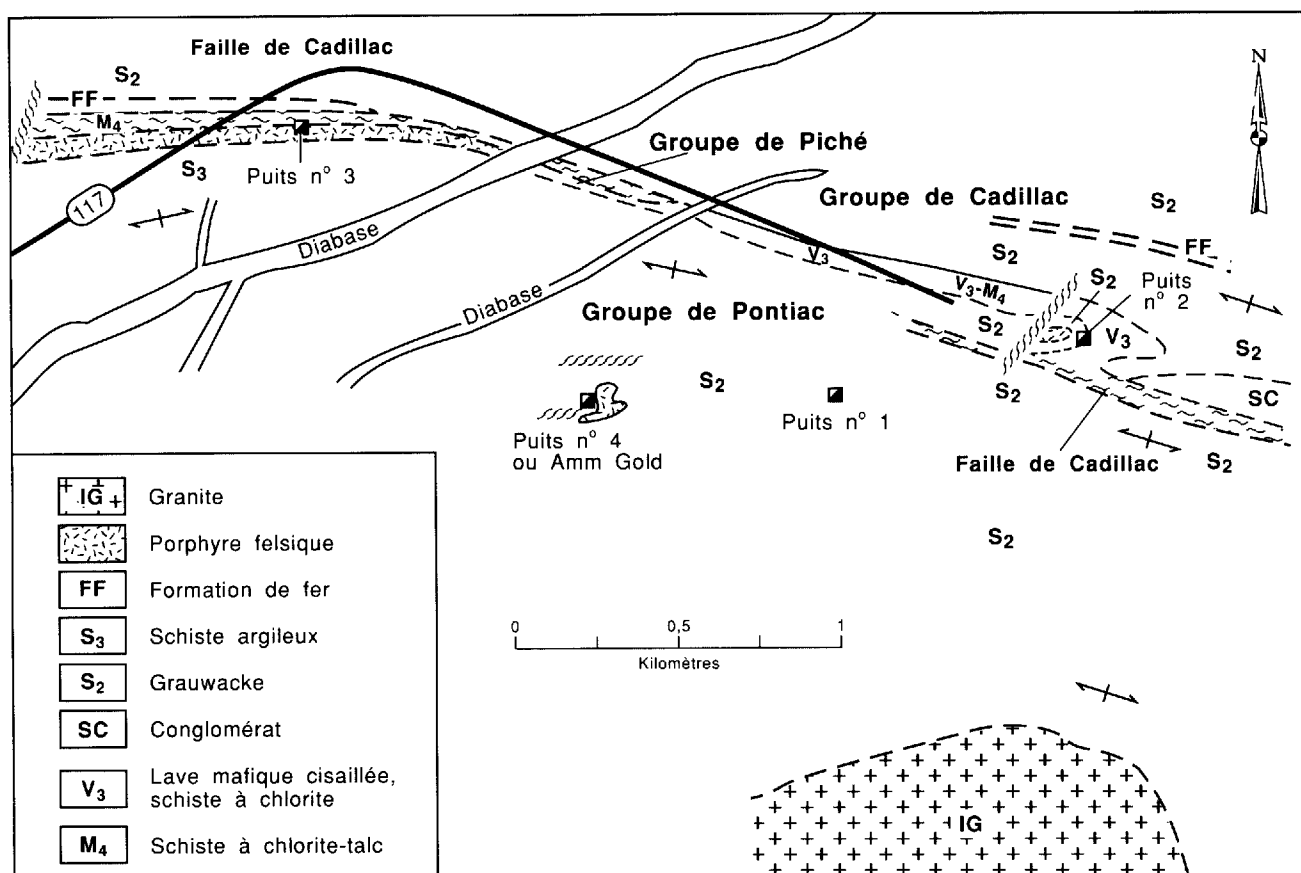 Faille de Cadillac
N
S2
FF
M4
Groupe de Piché
S3
Puits n° 3
117
Groupe de Cadillac
S2
FF
Diabase
V3
S2
S2
Puits
n° 2
V3-M4
Diabase
Groupe de Pontiac
S2
V3
S2
S2
S2
SC
Puits n° 1
Puits n° 4
ou Amm Gold
Faille de Cadillac
S2
S2
IG
Granite
Porphyre felsique
FF
Formation de fer
S3
Schiste argileux
S2
Grauwacke
SC
Conglomérat
V3
Lave mafique cisaillée,
schiste à chlorite
M4
Schiste à chlorite-talc
0
0,5
1
Kilomètres
IG